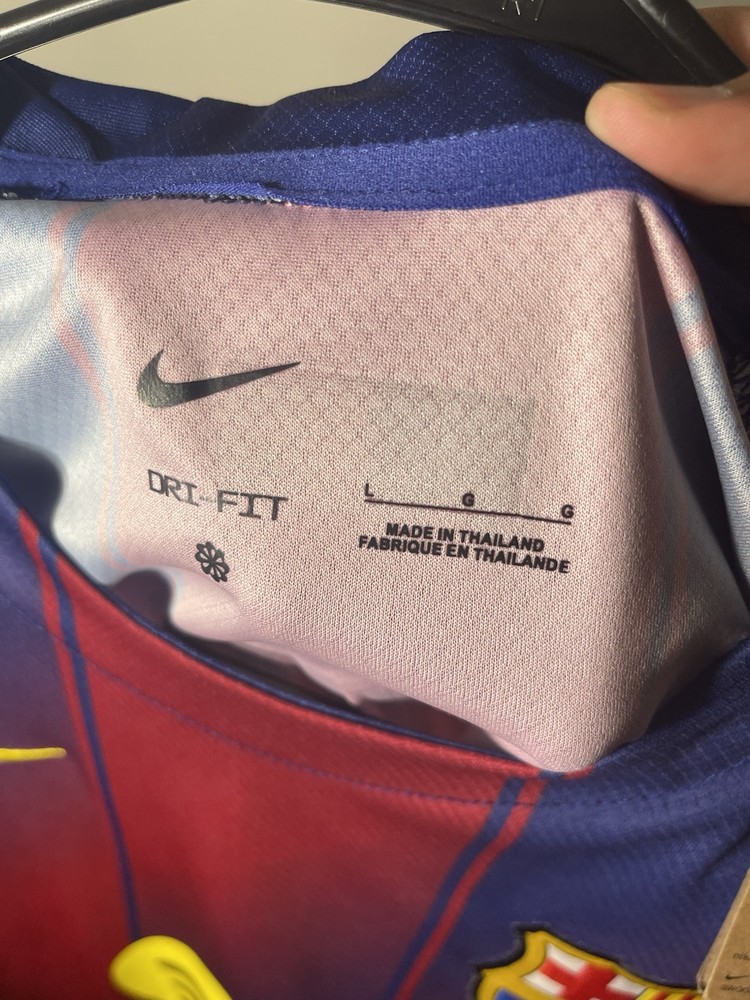 DRI-FIT
L G G
MADE IN THAILAND
FABRIQUE EN THAILANDE